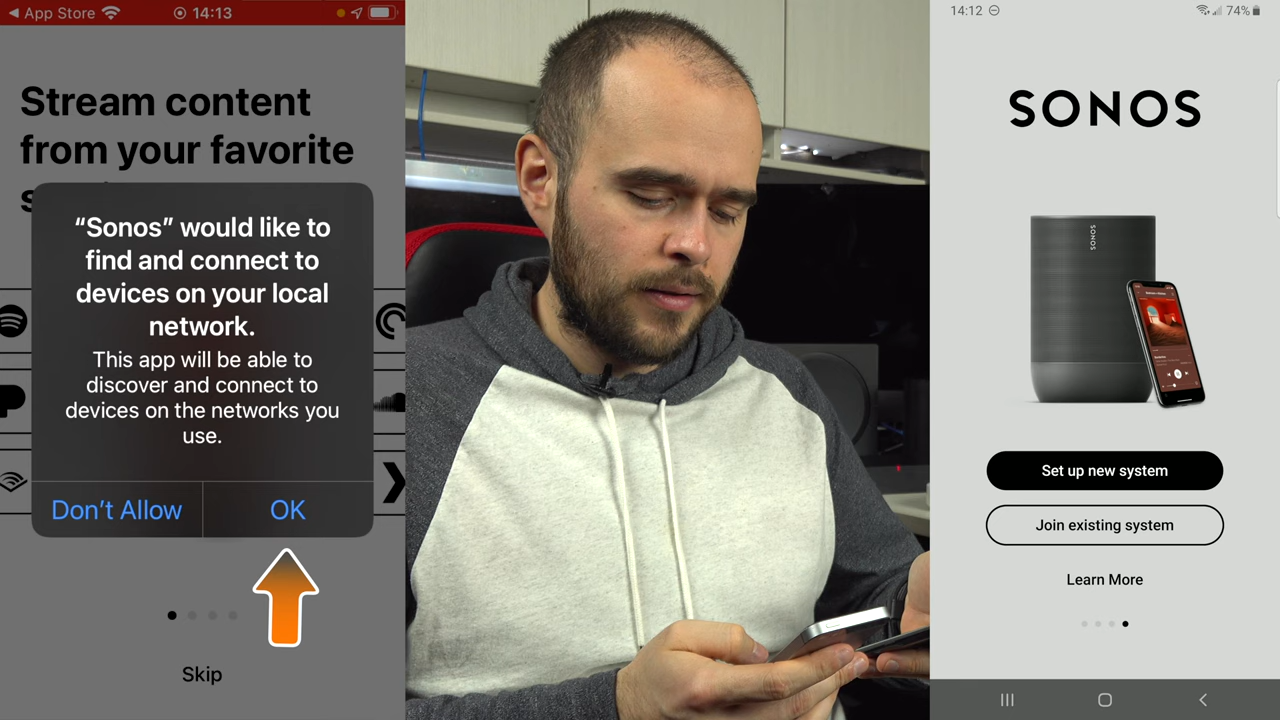 App Store
14:13
Stream content
from your favorite
“Sonos” would like to
find and connect to
devices on your local
network.
This app will be able to
discover and connect to
devices on the networks you
use.
Don’t Allow
OK
Skip
14:12
74%
SONOS
SONOS
Set up new system
Join existing system
Learn More